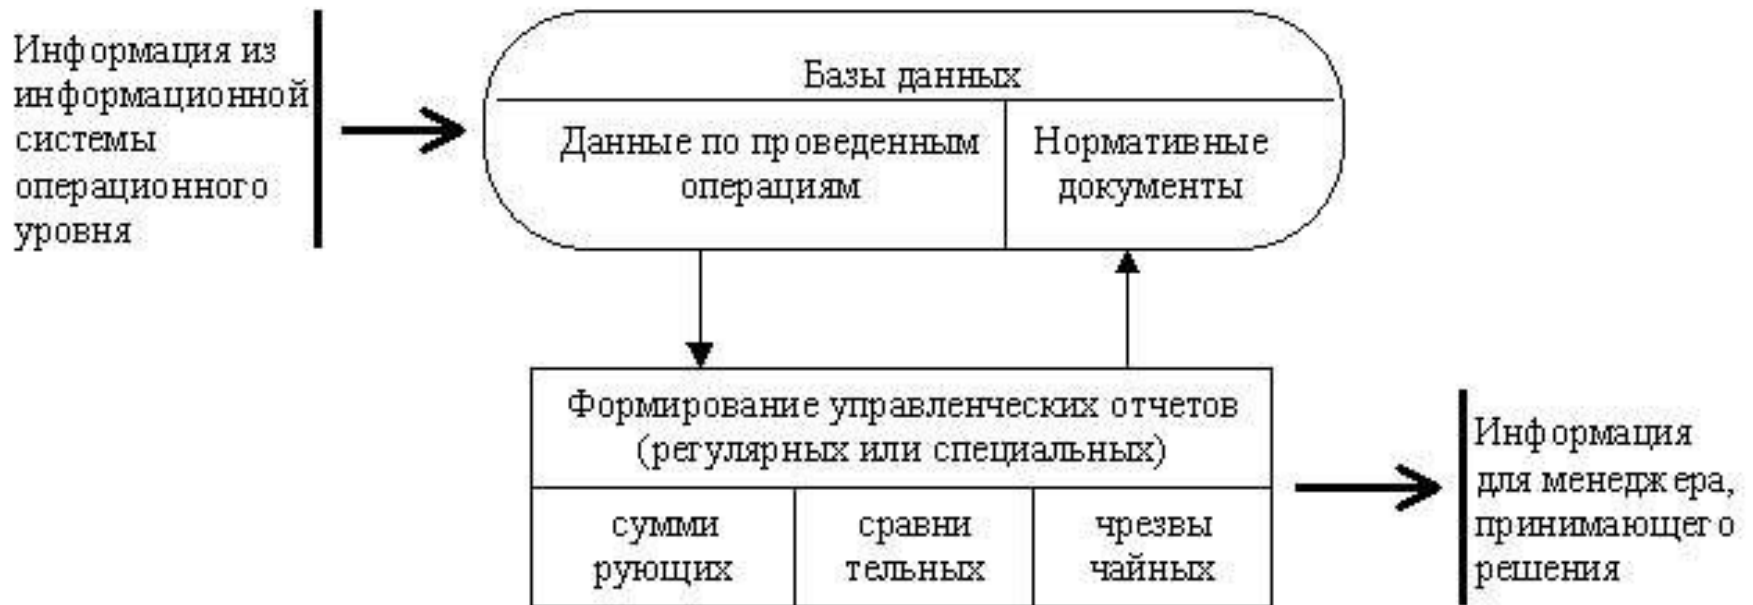 Информация из
информационной
системы
операционного
уровня
Базы данных
Данные по проведенным
операциям
Нормативные
документы
Формирование управленческих отчетов
(регулярных или специальных)
сумми
рующих
сравни
тельных
чрезвы
чайных
Информация
для менеджера,
принимающего
решения